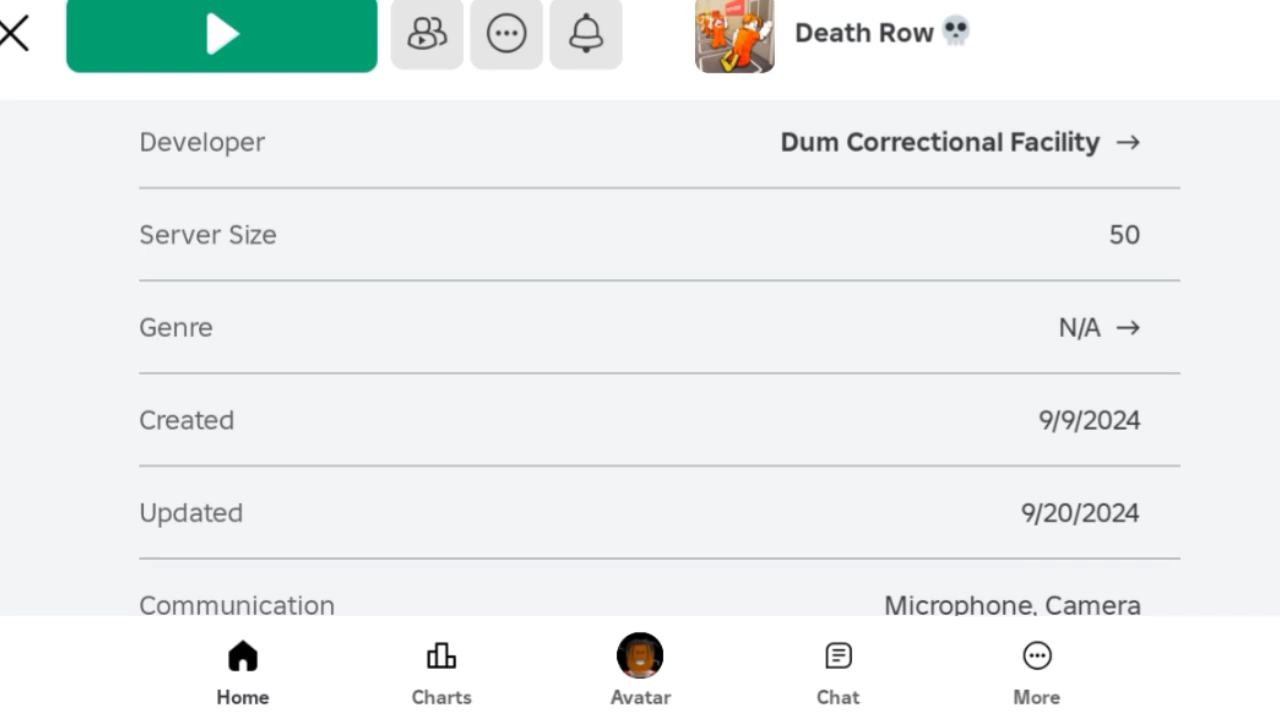 Death Row 💀
Developer Dum Correctional Facility →
Server Size 50
Genre N/A →
Created 9/9/2024
Updated 9/20/2024
Communication Microphone, Camera
Home Charts Avatar Chat More